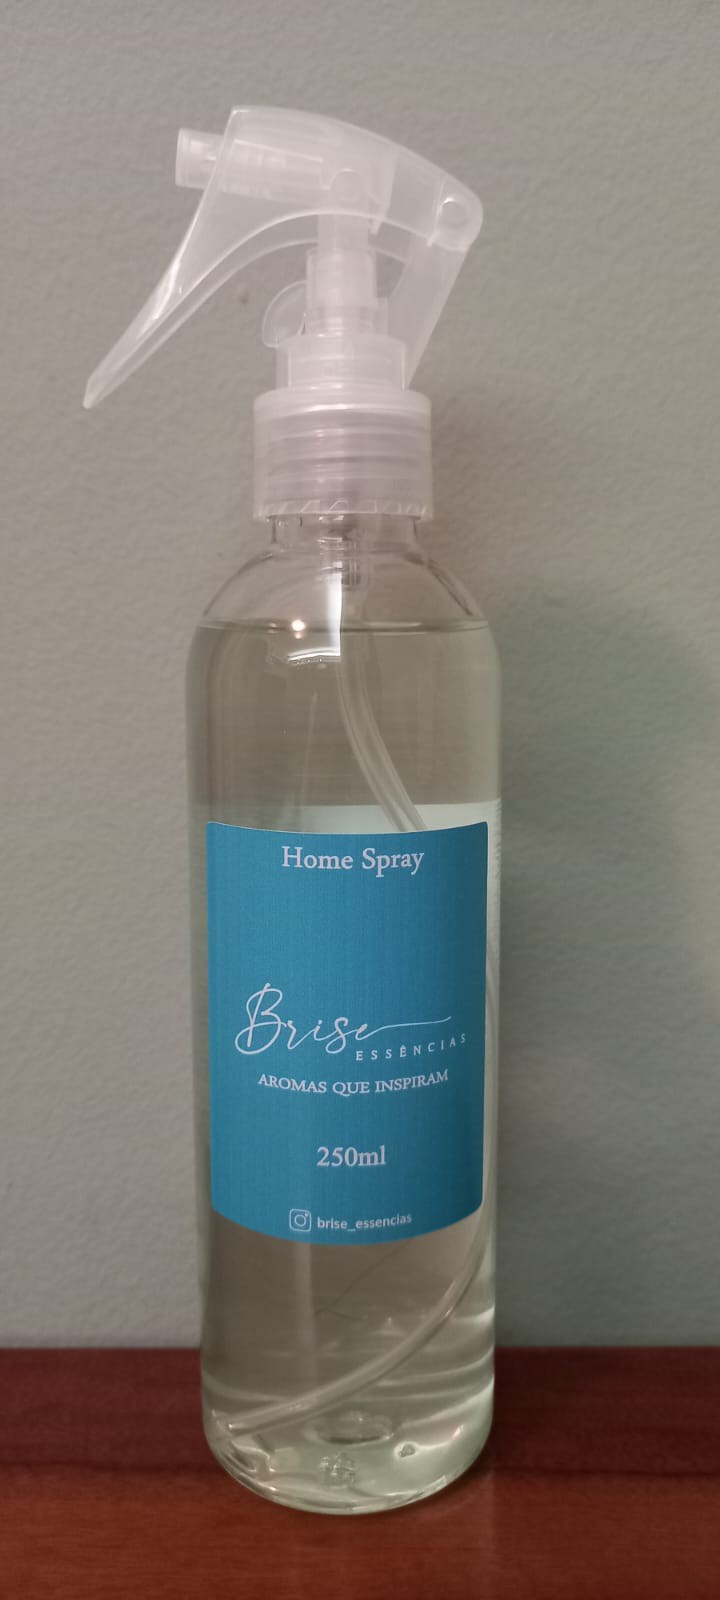 Home Spray
Brise
ESSÊNCIAS
AROMAS QUE INSPIRAM
250ml
brise_essencias